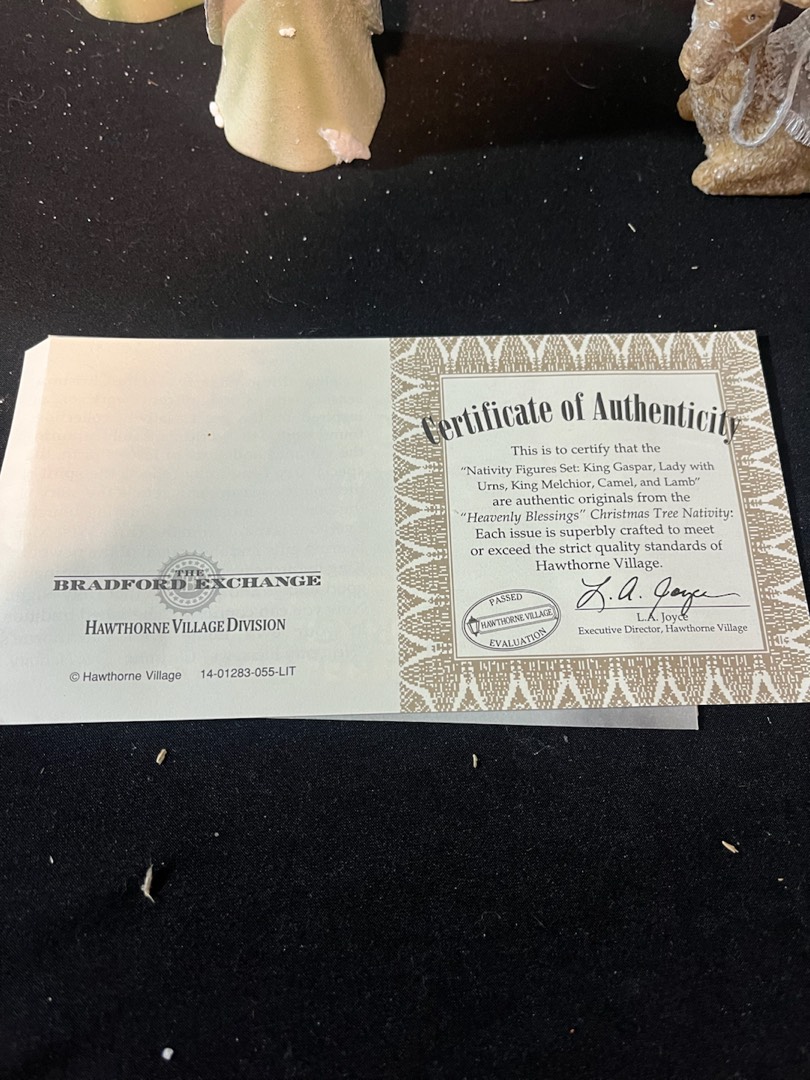 THE
BRADFORD EXCHANGE
HAWTHORNE VILLAGE DIVISION
© Hawthorne Village 14-01283-055-LIT
Certificate of Authenticity
This is to certify that the
"Nativity Figures Set: King Gaspar, Lady with
Urns, King Melchior, Camel, and Lamb"
are authentic originals from the
"Heavenly Blessings" Christmas Tree Nativity:
Each issue is superbly crafted to meet
or exceed the strict quality standards of
Hawthorne Village.
L. A. Joyce
L.A. Joyce
Executive Director, Hawthorne Village
PASSED
HAWTHORNE VILLAGE
EVALUATION